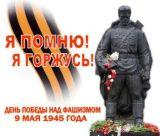 Я ПОМНЮ!
Я ГОРЖУСЬ!
ДЕНЬ ПОБЕДЫ НАД ФАШИЗМОМ
9 МАЯ 1945 ГОДА